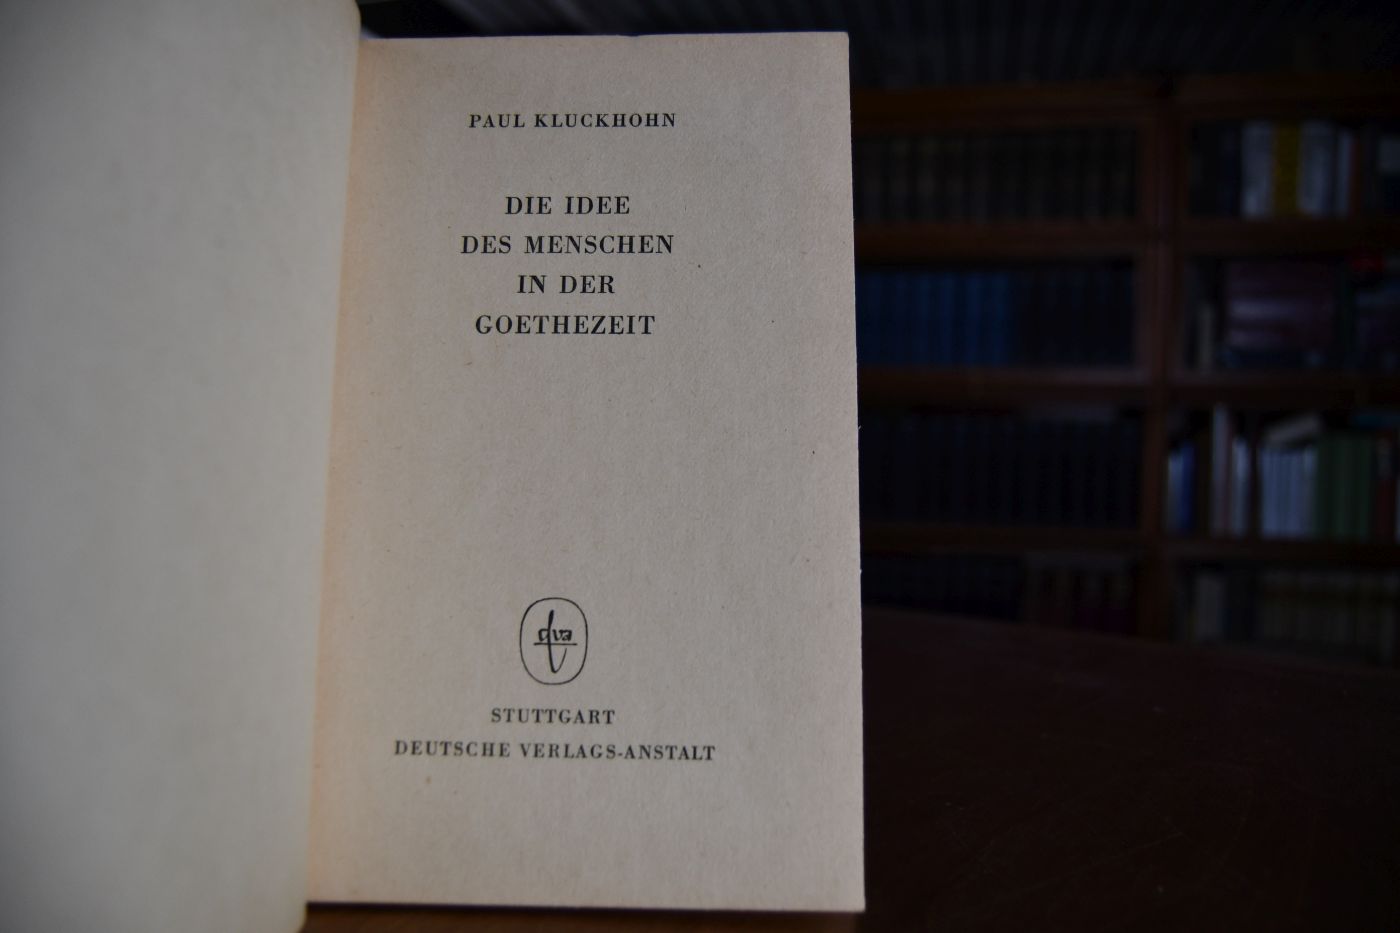 PAUL KLUCKHOHN
DIE IDEE
DES MENSCHEN
IN DER
GOETHEZEIT
dva
STUTTGART
DEUTSCHE VERLAGS-ANSTALT